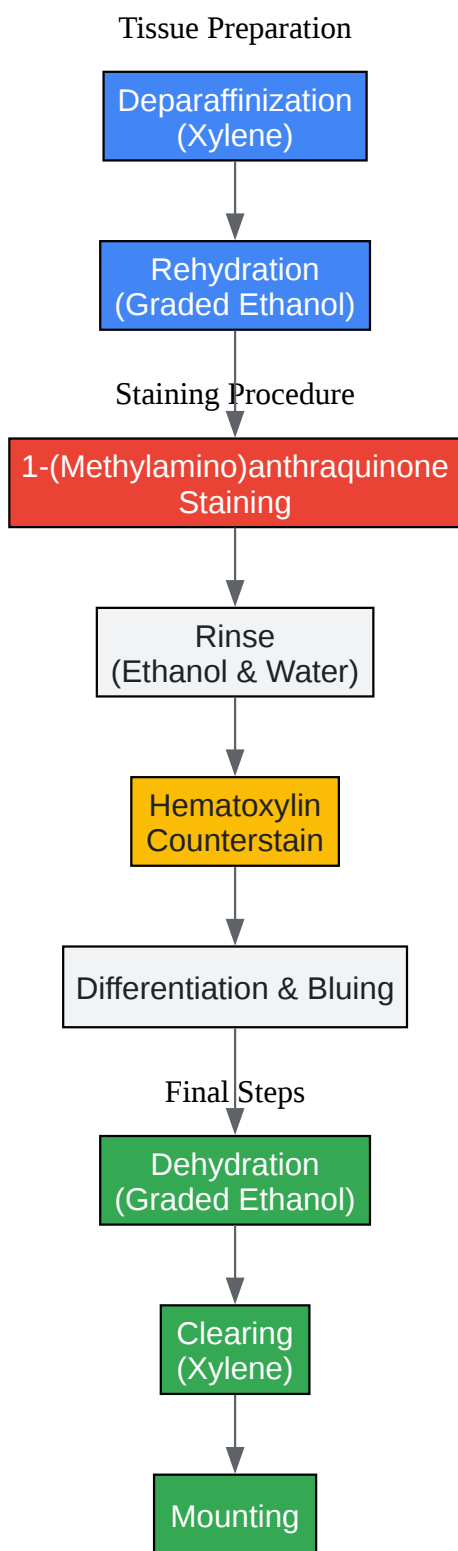 Tissue Preparation
Deparaffinization
(Xylene)
Rehydration
(Graded Ethanol)
Staining Procedure
1-(Methylamino)anthraquinone
Staining
Rinse
(Ethanol & Water)
Hematoxylin
Counterstain
Differentiation & Bluing
Final Steps
Dehydration
(Graded Ethanol)
Clearing
(Xylene)
Mounting